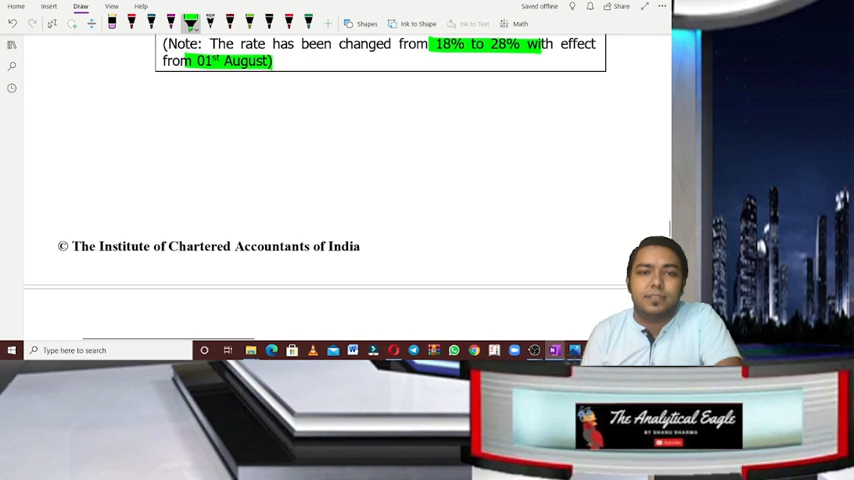 Home Insert Draw View Help Saved offline Share
Shapes Ink to Shape Ink to Text Math
(Note: The rate has been changed from 18% to 28% with effect
from 01st August)
© The Institute of Chartered Accountants of India
Type here to search
The Analytical Eagle
BY SHANU SHARMA
Subscribe